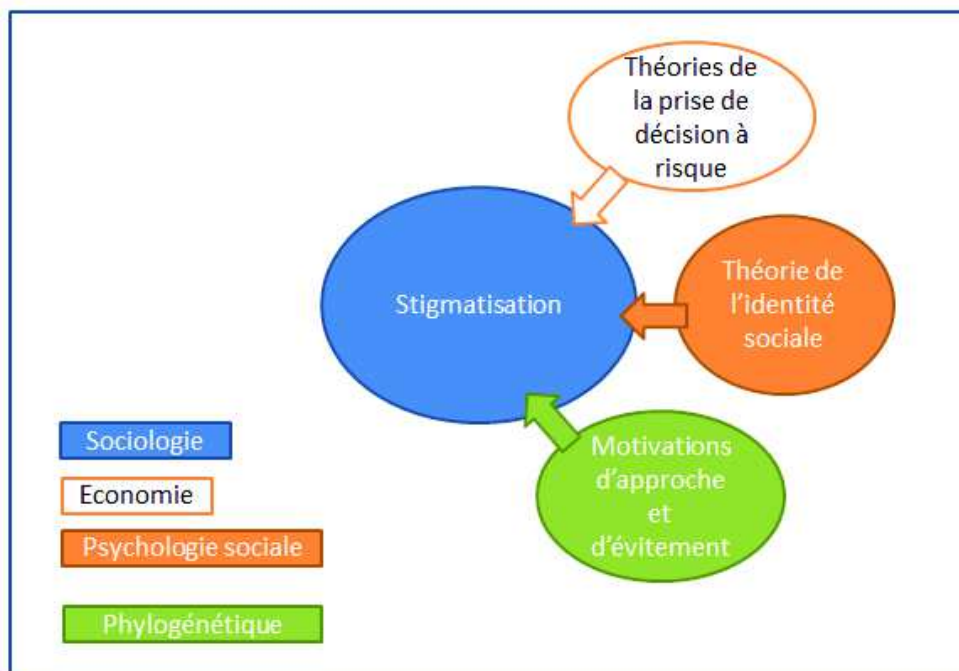 Théories de
la prise de
décision à
risque
Stigmatisation
Théorie de
l'identité
sociale
Motivations
d'approche
et
d'évitement
Sociologie
Economie
Psychologie sociale
Phylogénétique